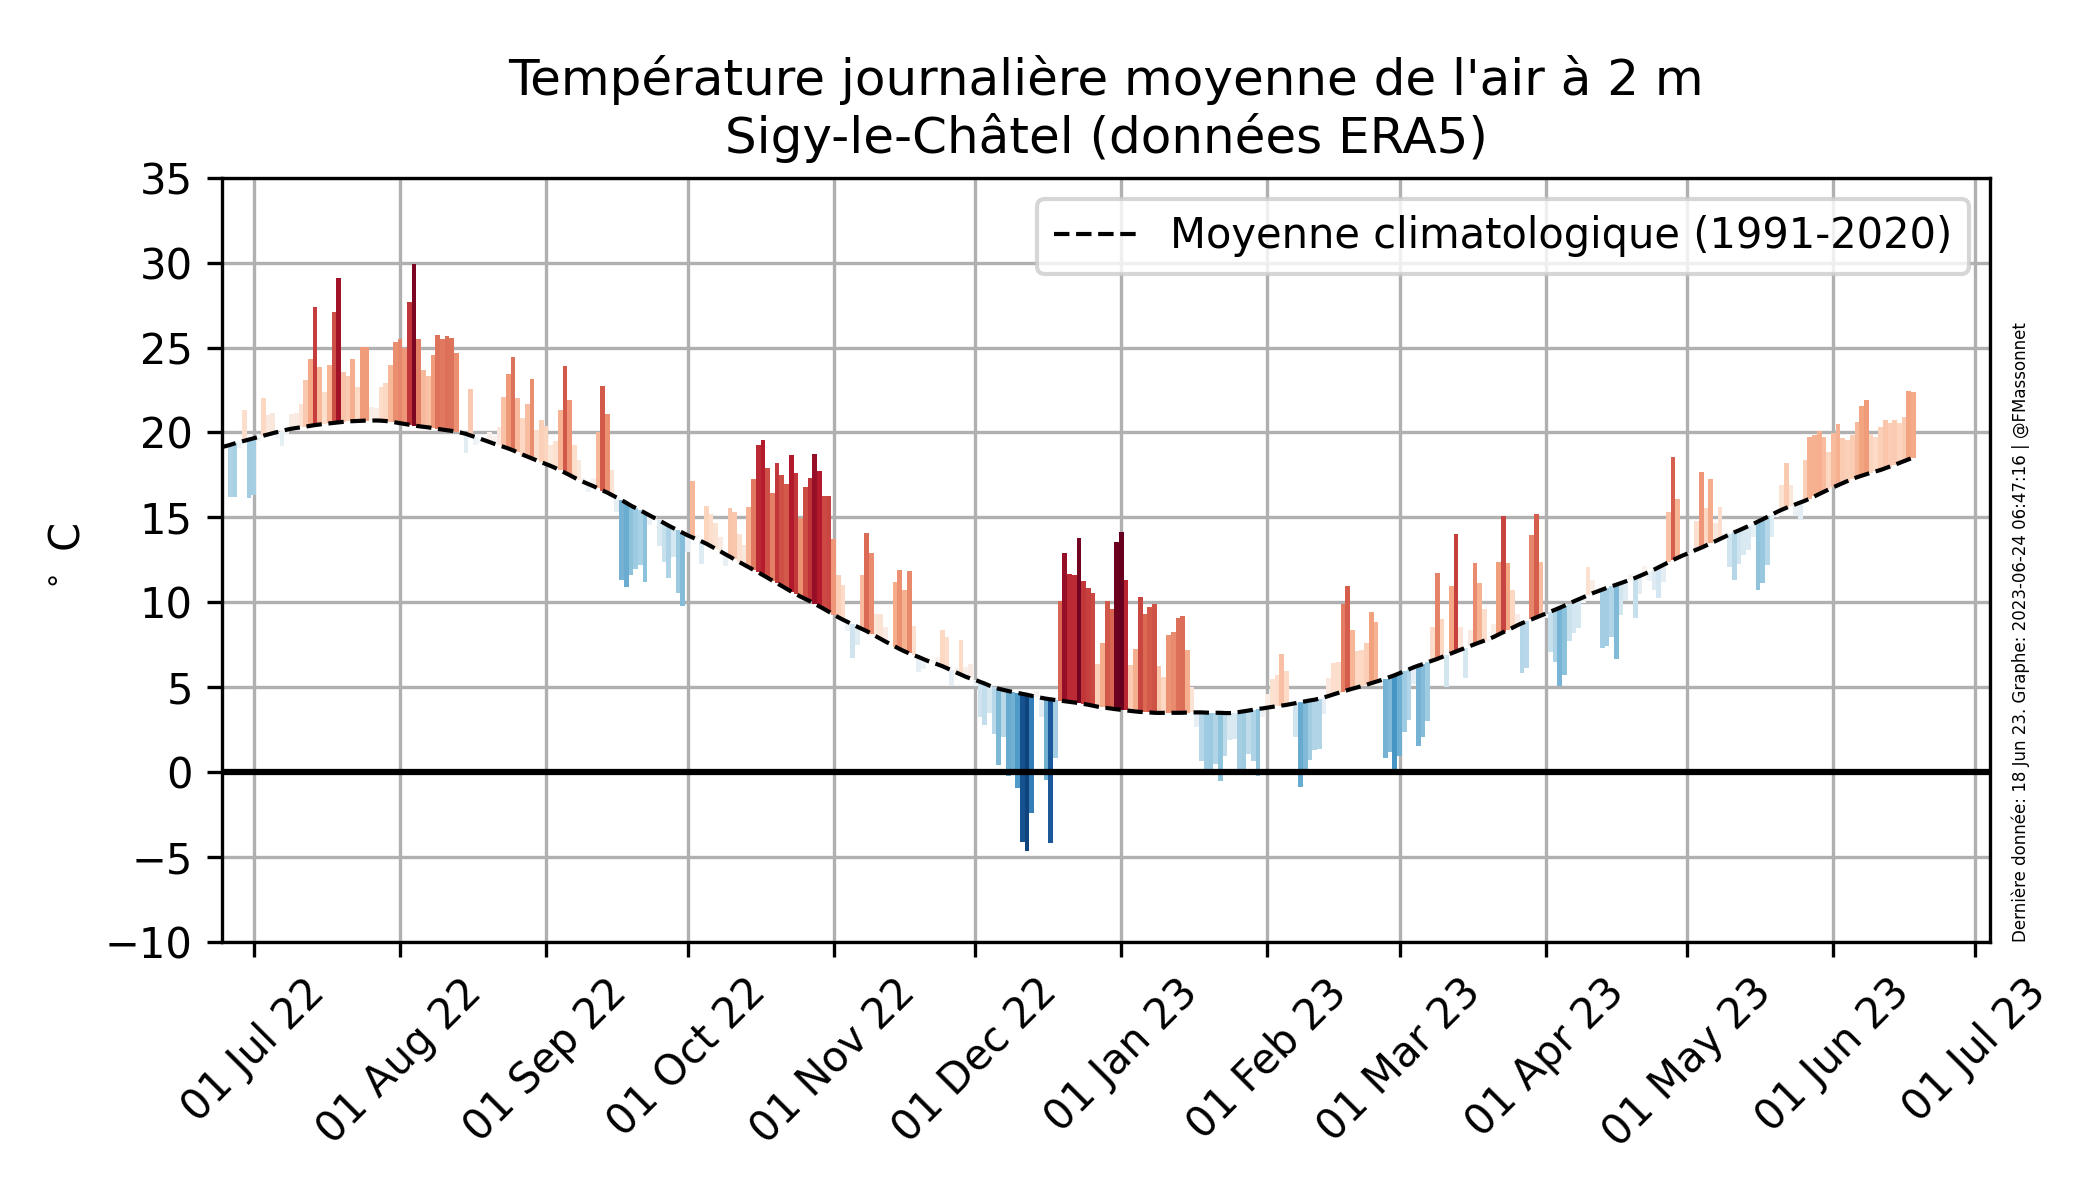 Température journalière moyenne de l'air à 2 m
Sigy-le-Châtel (données ERA5)
Moyenne climatologique (1991-2020)
° C
35
30
25
20
15
10
5
0
−5
−10
01 Jul 22
01 Aug 22
01 Sep 22
01 Oct 22
01 Nov 22
01 Dec 22
01 Jan 23
01 Feb 23
01 Mar 23
01 Apr 23
01 May 23
01 Jun 23
01 Jul 23
Dernière donnée: 18 Jun 23. Graphe: 2023-06-24 06:47:16 | @FMassonnet